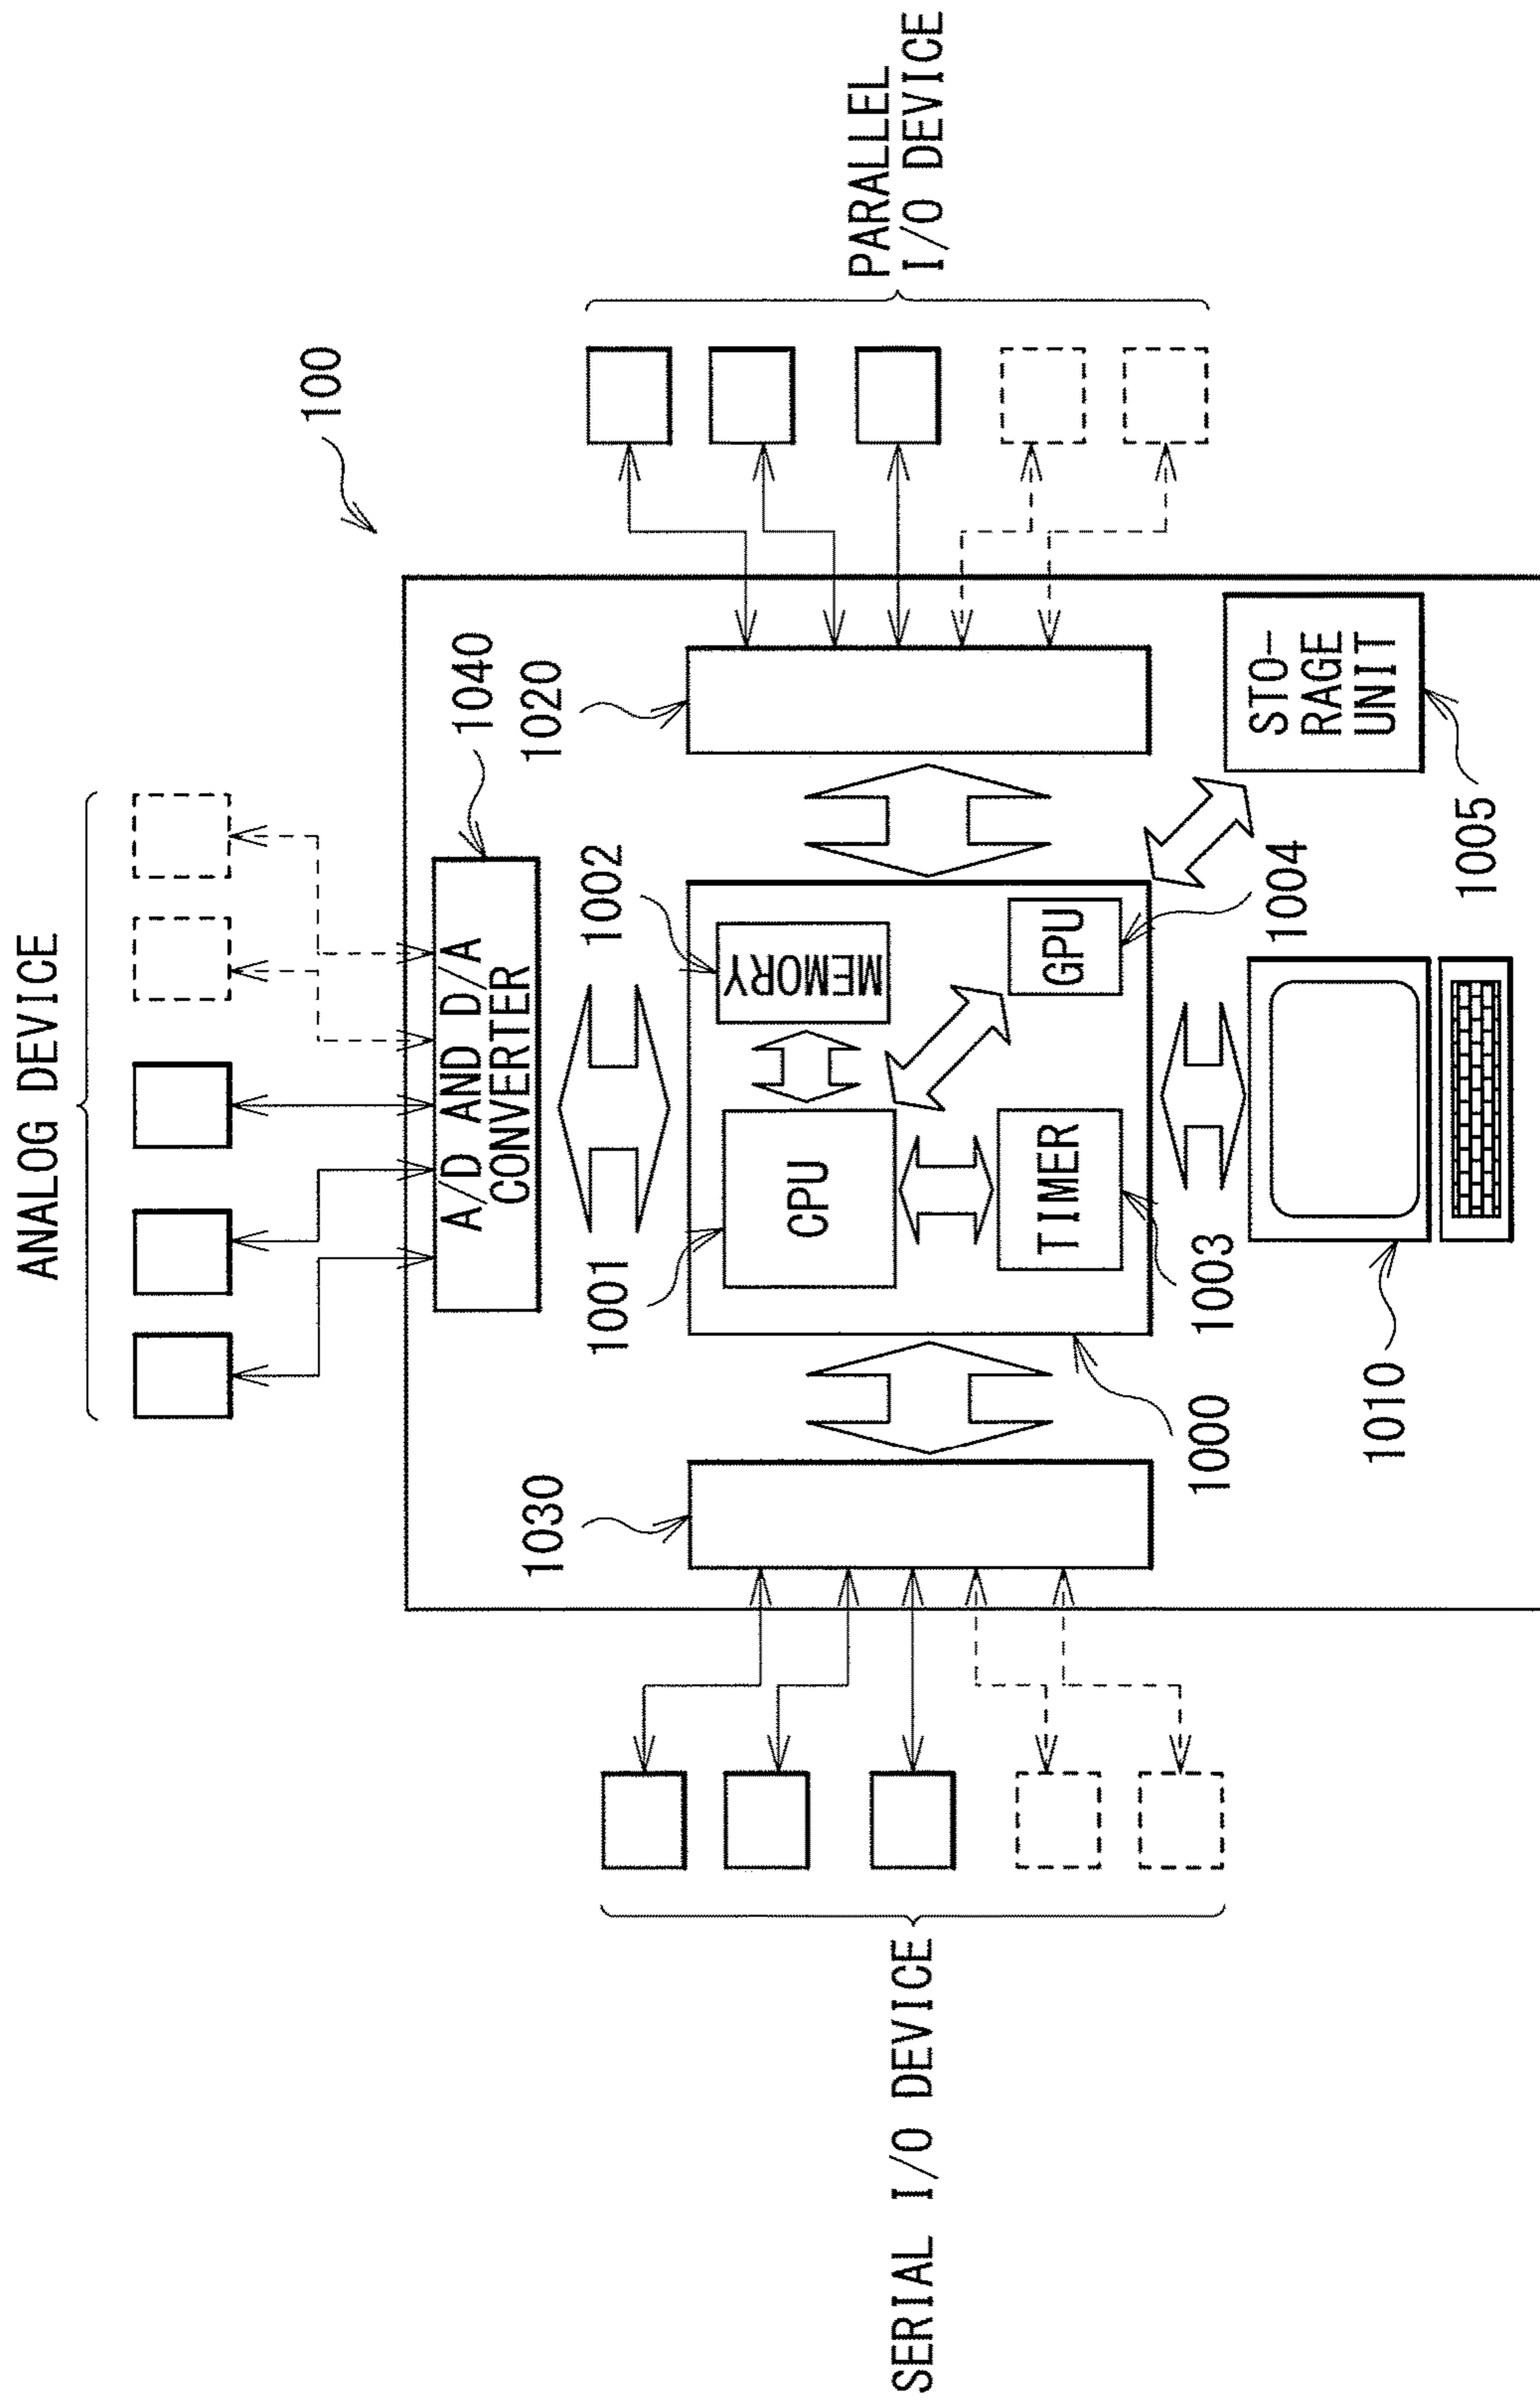 ANALOG DEVICE
100
A/D AND D/A
CONVERTER
1040
1030
1020
1001
1002
CPU
MEMORY
SERIAL I/O DEVICE
PARALLEL
I/O DEVICE
TIMER
GPU
1000
1003
1004
STO-
RAGE
UNIT
1010
1005